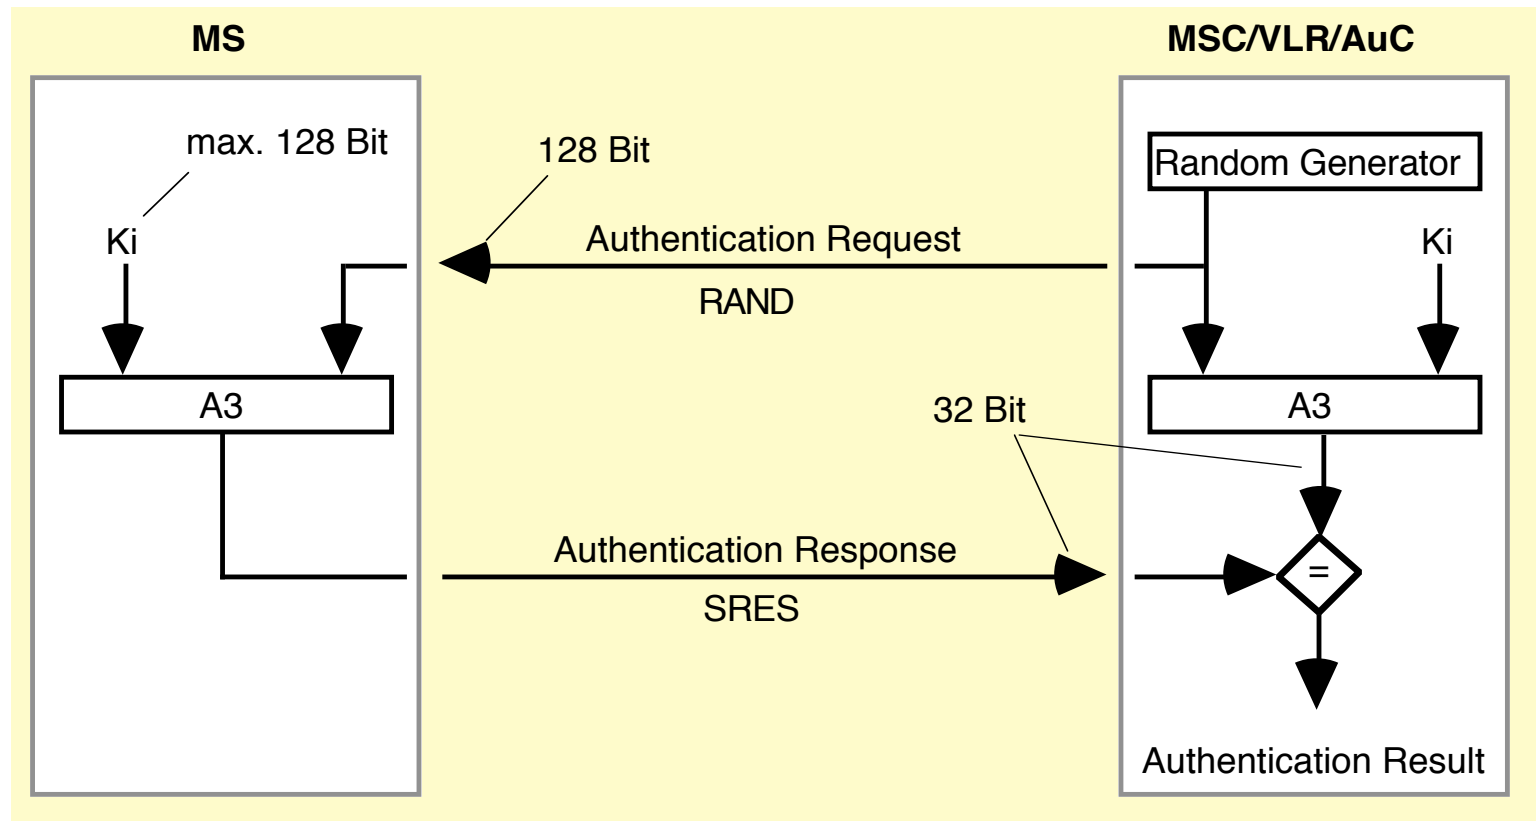 MS
MSC/VLR/AuC
max. 128 Bit
128 Bit
Random Generator
Ki
Authentication Request
Ki
RAND
A3
32 Bit
A3
Authentication Response
=
SRES
Authentication Result